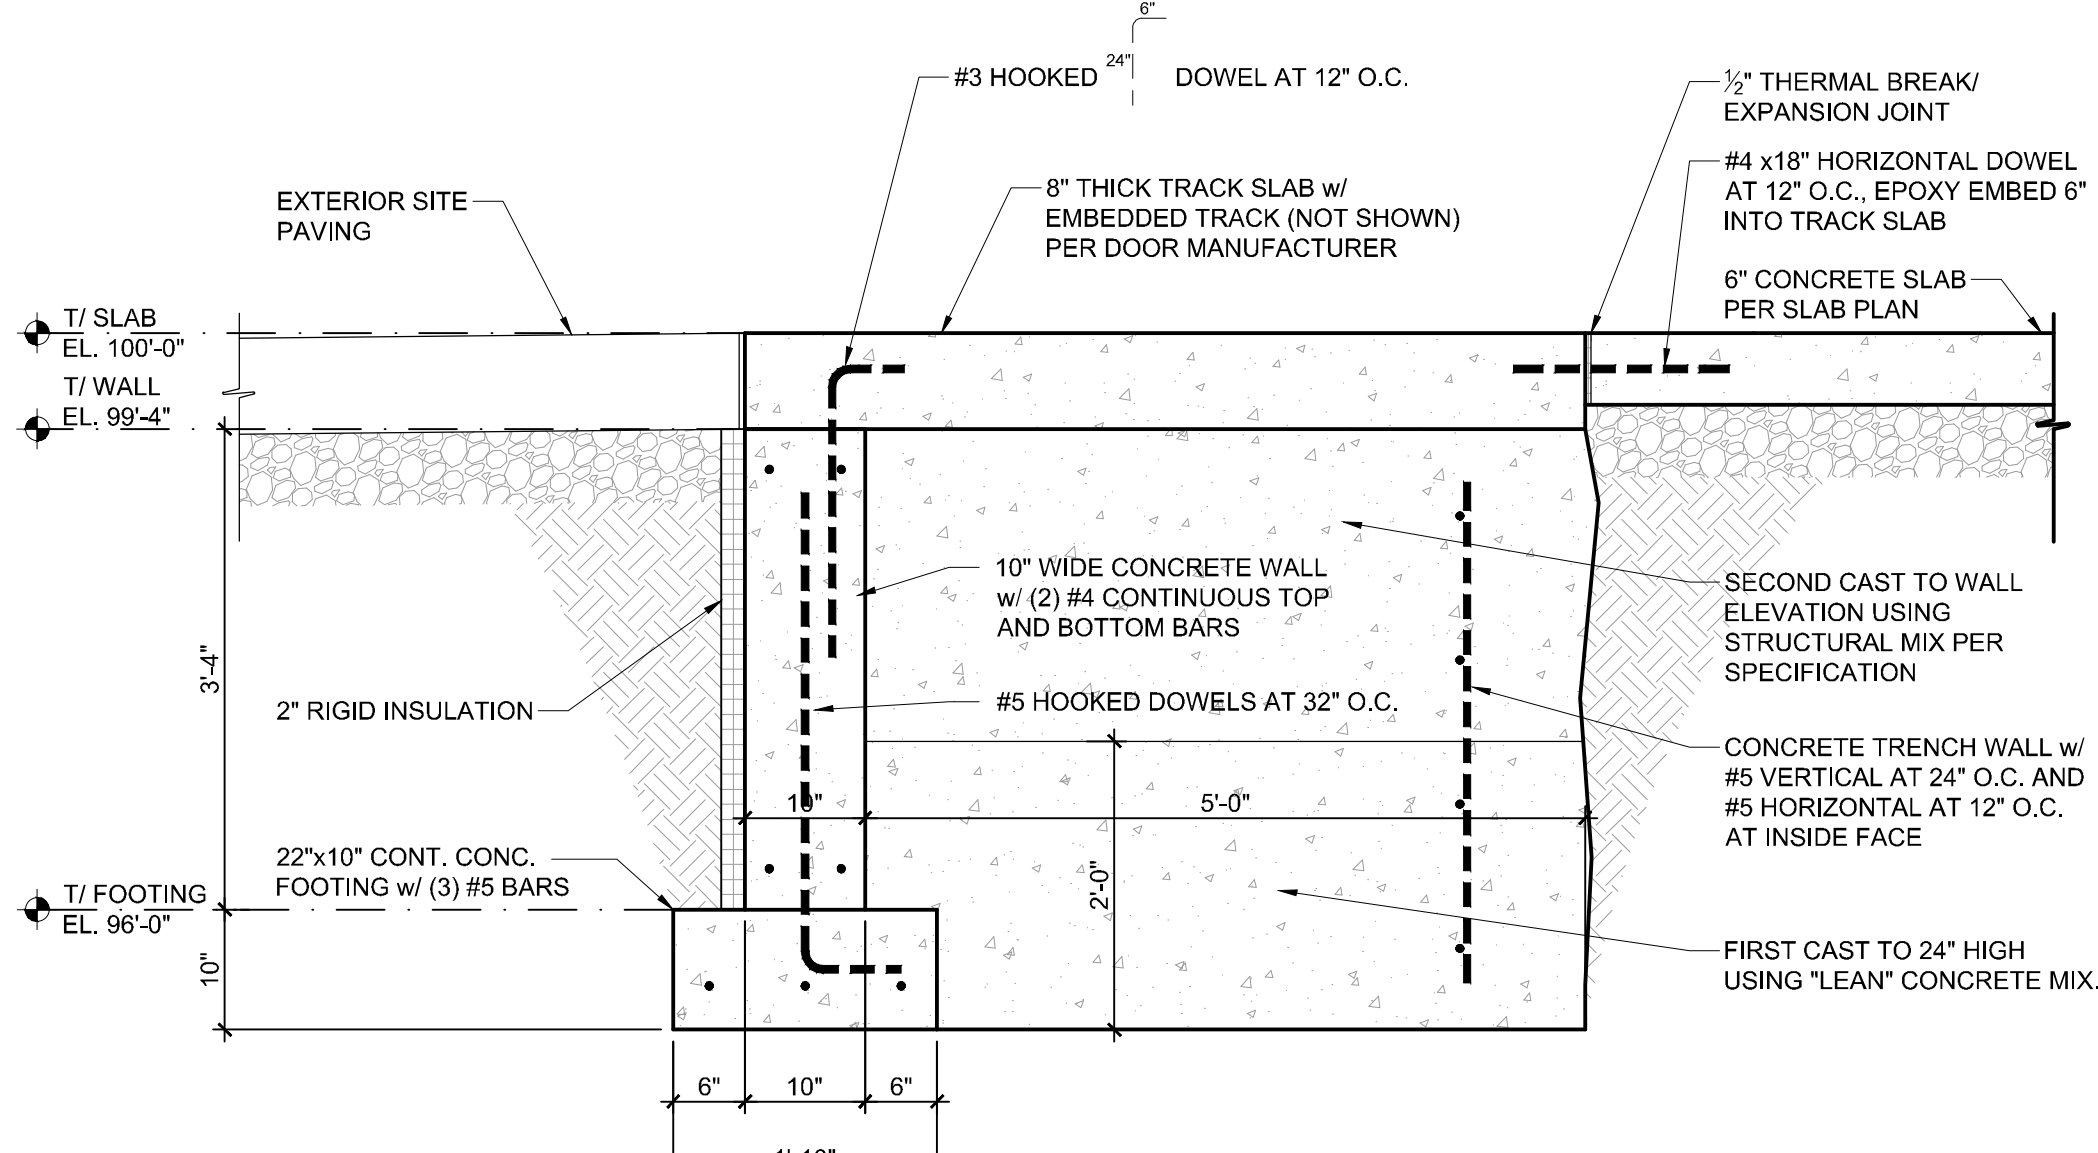 6"
24"
#3 HOOKED
DOWEL AT 12" O.C.
½" THERMAL BREAK/
EXPANSION JOINT
#4 x18" HORIZONTAL DOWEL
AT 12" O.C., EPOXY EMBED 6"
INTO TRACK SLAB
8" THICK TRACK SLAB w/
EMBEDDED TRACK (NOT SHOWN)
PER DOOR MANUFACTURER
EXTERIOR SITE
PAVING
6" CONCRETE SLAB
PER SLAB PLAN
T/ SLAB
EL. 100'-0"
T/ WALL
EL. 99'-4"
10" WIDE CONCRETE WALL
w/ (2) #4 CONTINUOUS TOP
AND BOTTOM BARS
SECOND CAST TO WALL
ELEVATION USING
STRUCTURAL MIX PER
SPECIFICATION
3'-4"
2" RIGID INSULATION
#5 HOOKED DOWELS AT 32" O.C.
CONCRETE TRENCH WALL w/
#5 VERTICAL AT 24" O.C. AND
#5 HORIZONTAL AT 12" O.C.
AT INSIDE FACE
10"
5'-0"
22"x10" CONT. CONC.
FOOTING w/ (3) #5 BARS
2'-0"
T/ FOOTING
EL. 96'-0"
10"
FIRST CAST TO 24" HIGH
USING "LEAN" CONCRETE MIX.
6"
10"
6"